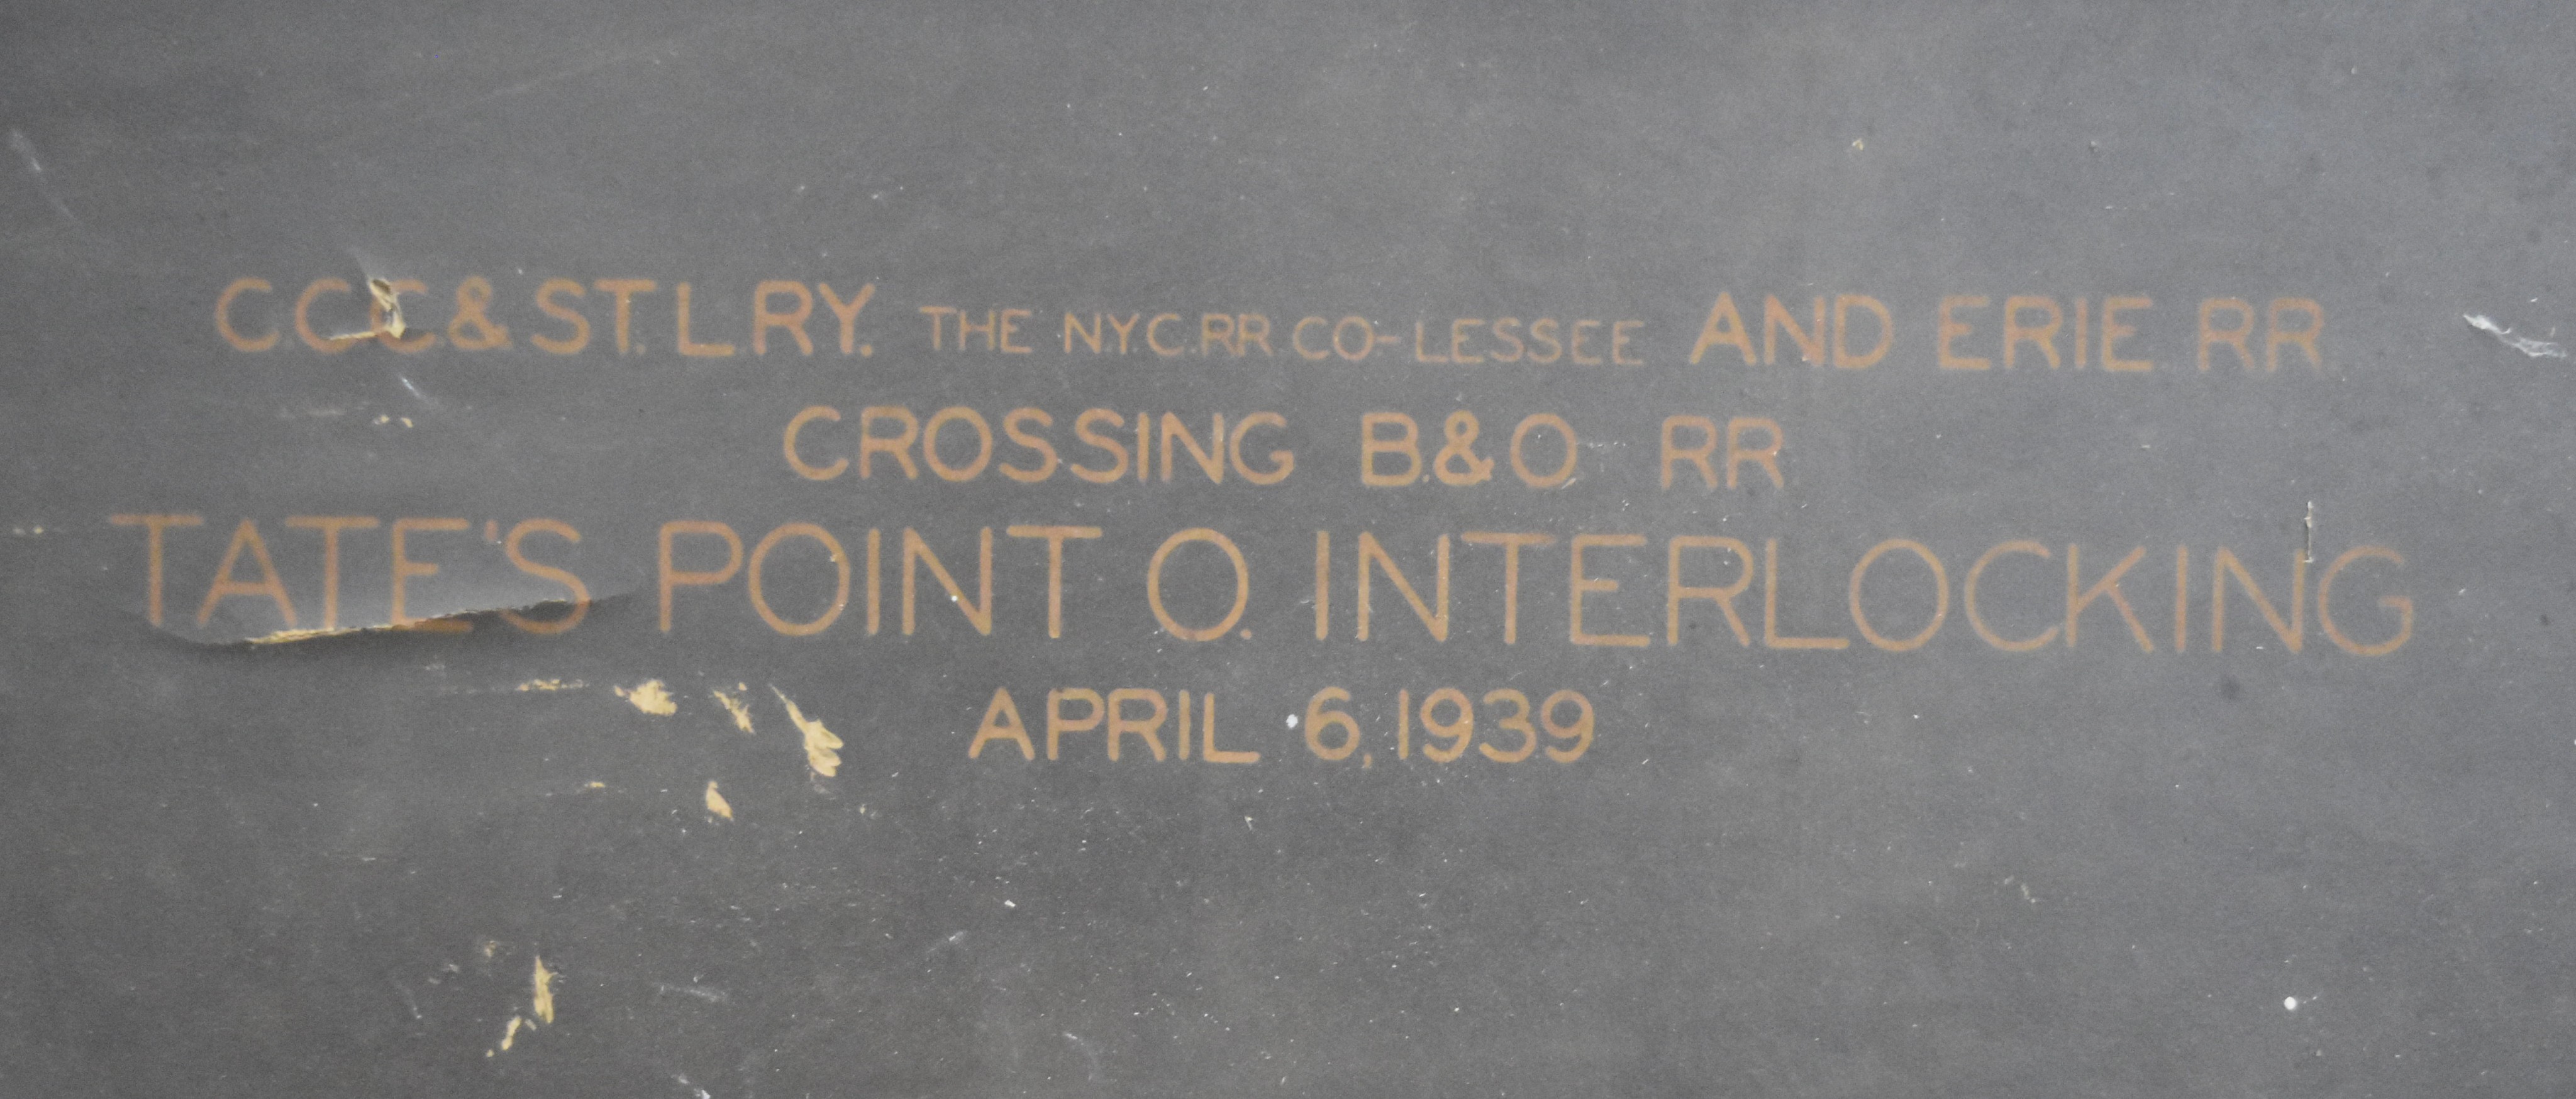 C.C.C.& ST. L. RY. THE N.Y.C.RR CO-LESSEE AND ERIE RR
CROSSING B.& O RR
TATE'S POINT O. INTERLOCKING
APRIL 6, 1939